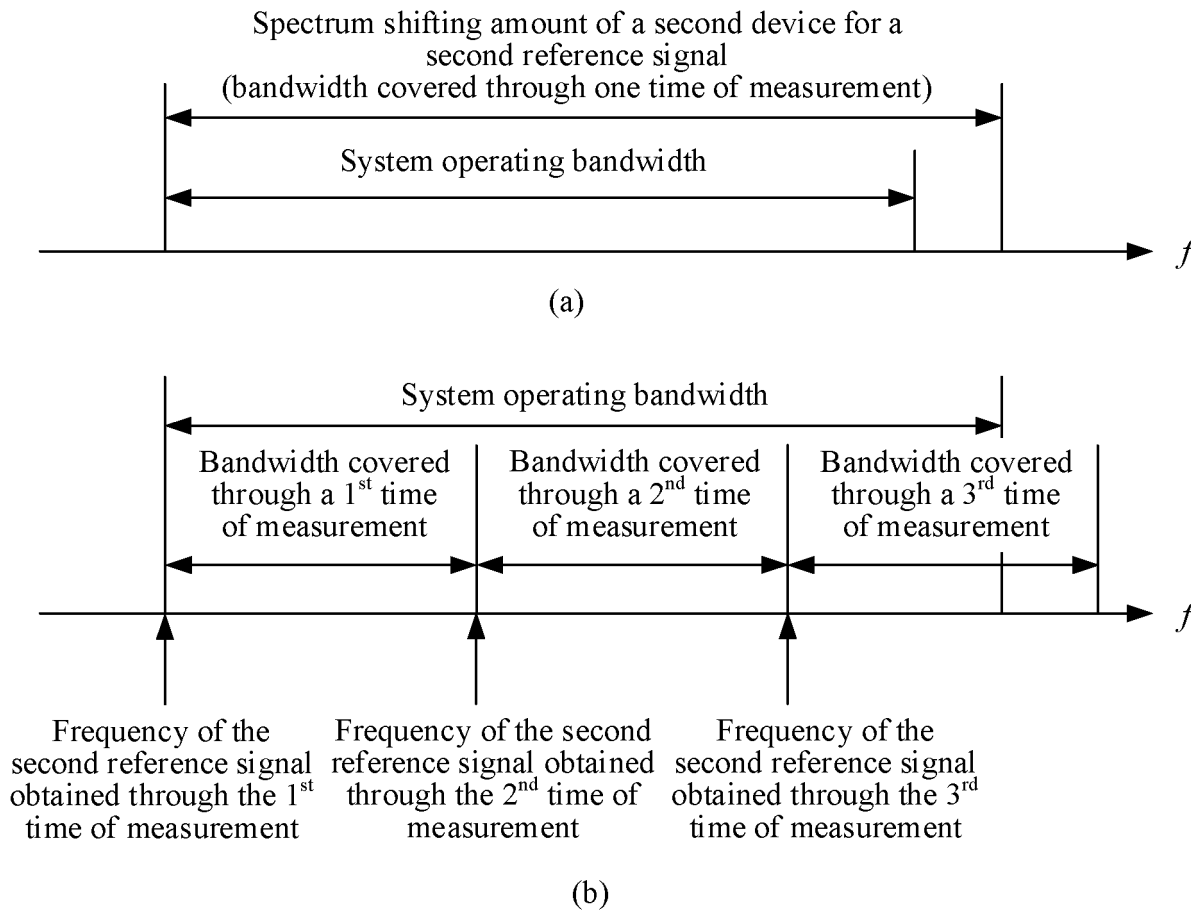 Spectrum shifting amount of a second device for a
second reference signal
(bandwidth covered through one time of measurement)
System operating bandwidth
f
(a)
System operating bandwidth
Bandwidth covered
through a 1st time
of measurement
Bandwidth covered
through a 2nd time
of measurement
Bandwidth covered
through a 3rd time
of measurement
f
Frequency of the
second reference signal
obtained through the 1st
time of measurement
Frequency of the second
reference signal obtained
through the 2nd time of
measurement
Frequency of the
second reference signal
obtained through the 3rd
time of measurement
(b)